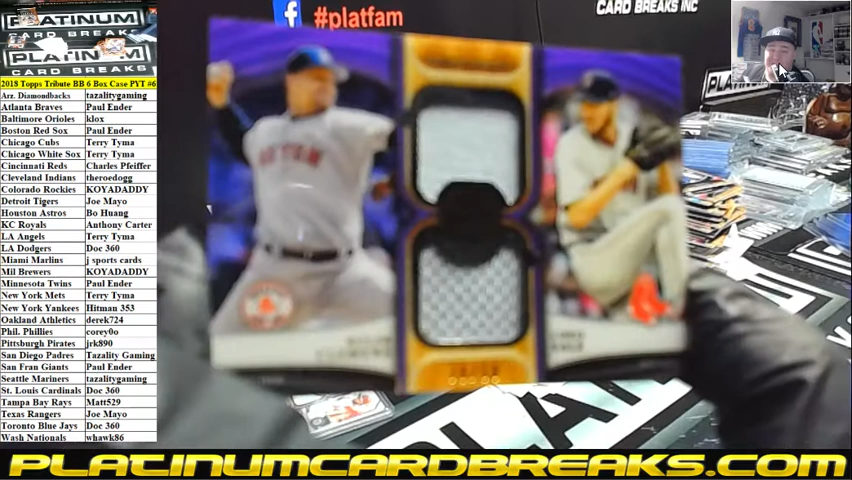 PLATINUM
CARD BREAKS
PLATINUM
CARD BREAKS
f #platfam
CARD BREAKS INC
2018 Topps Tribute BB 6 Box Case PYT #6
Arz. Diamondbacks tazalitygaming
Atlanta Braves Paul Ender
Baltimore Orioles klox
Boston Red Sox Paul Ender
Chicago Cubs Terry Tyma
Chicago White Sox Terry Tyma
Cincinnati Reds Charles Pfeiffer
Cleveland Indians theroedogg
Colorado Rockies KOYADADDY
Detroit Tigers Joe Mayo
Houston Astros Bo Huang
KC Royals Anthony Carter
LA Angels Terry Tyma
LA Dodgers Doc 360
Miami Marlins j sports cards
Mil Brewers KOYADADDY
Minnesota Twins Paul Ender
New York Mets Terry Tyma
New York Yankees Hitman 353
Oakland Athletics derek724
Phil. Phillies corey0o
Pittsburgh Pirates jrk890
San Diego Padres Tazality Gaming
San Fran Giants Paul Ender
Seattle Mariners tazalitygaming
St. Louis Cardinals Doc 360
Tampa Bay Rays Matt529
Texas Rangers Joe Mayo
Toronto Blue Jays Doc 360
Wash Nationals whawk86
PLATINUMCARDBREAKS.COM